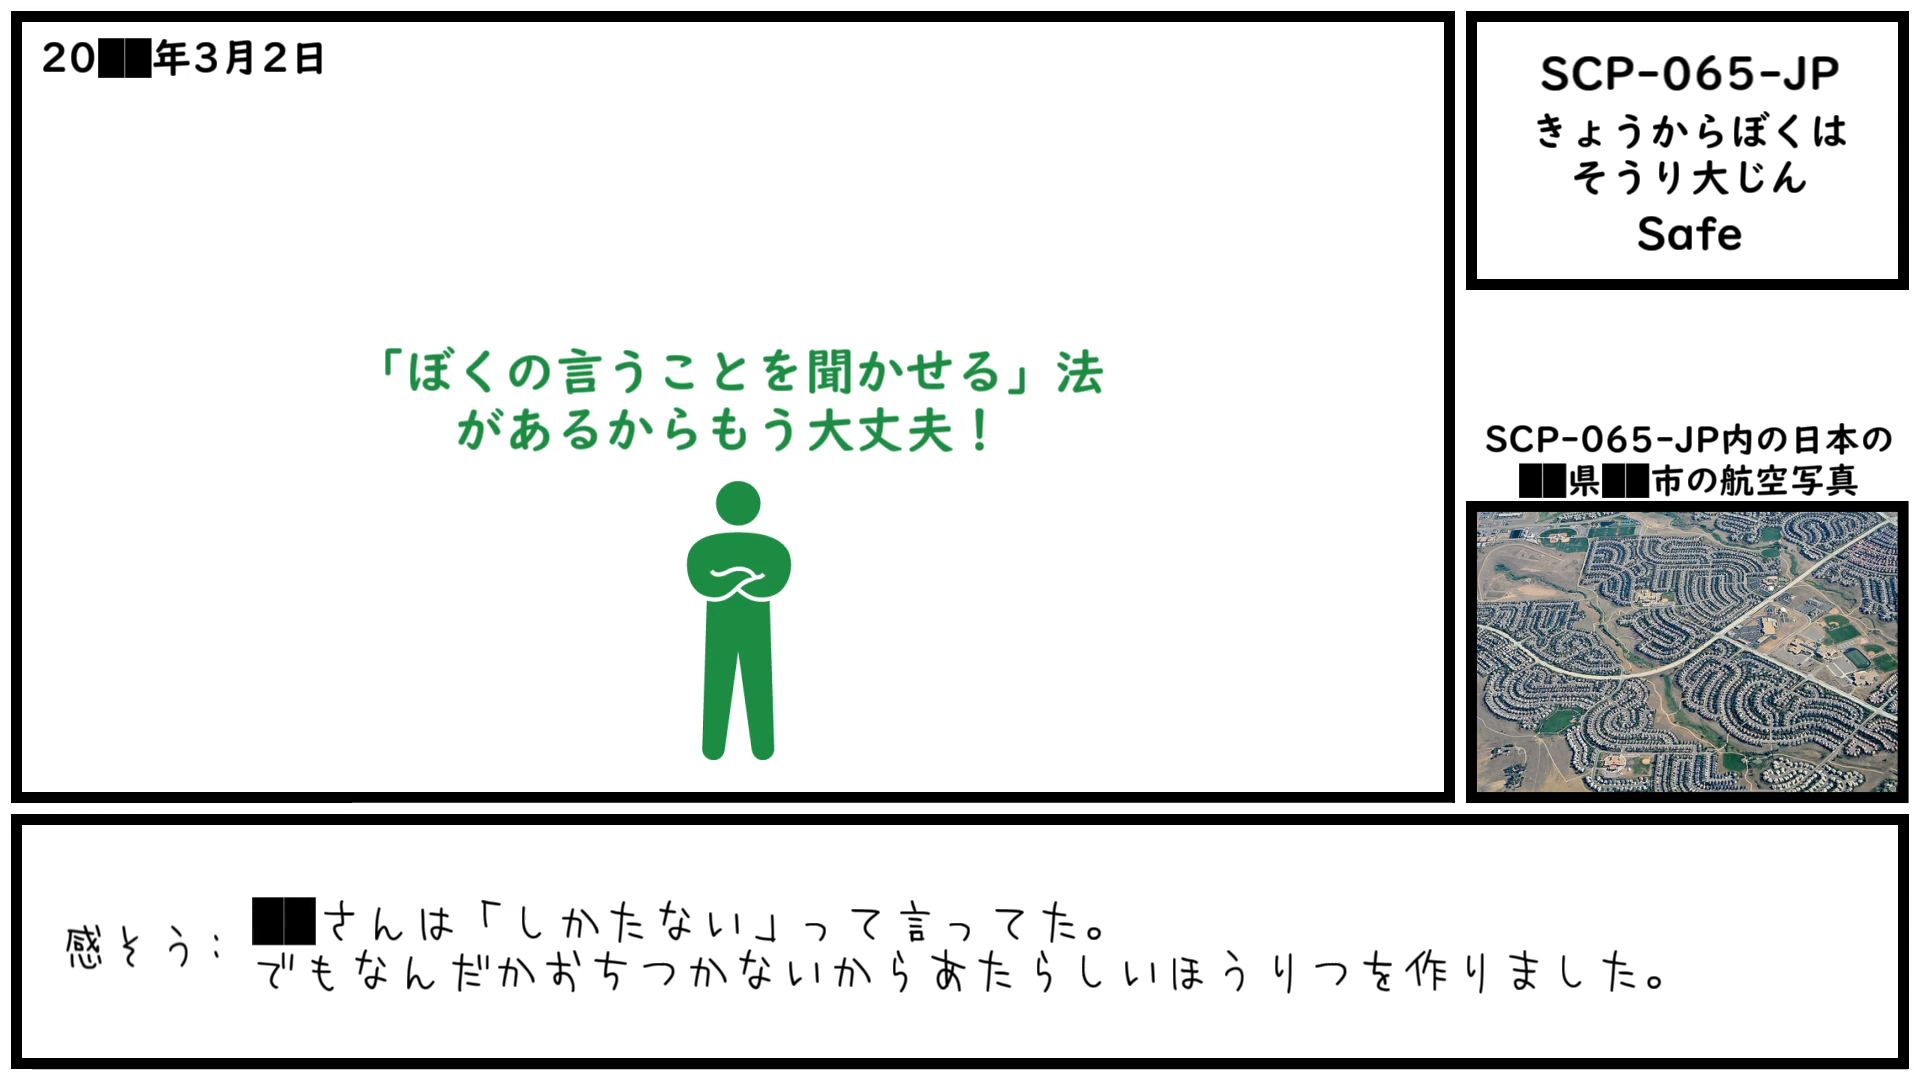 20██年3月2日
「ぼくの言うことを聞かせる」法
があるからもう大丈夫！
SCP-065-JP
きょうからぼくは
そうり大じん
Safe
SCP-065-JP内の日本の
██県██市の航空写真
感そう：██さんは「しかたない」って言ってた。
でもなんだかおちつかないからあたらしいほうりつを作りました。